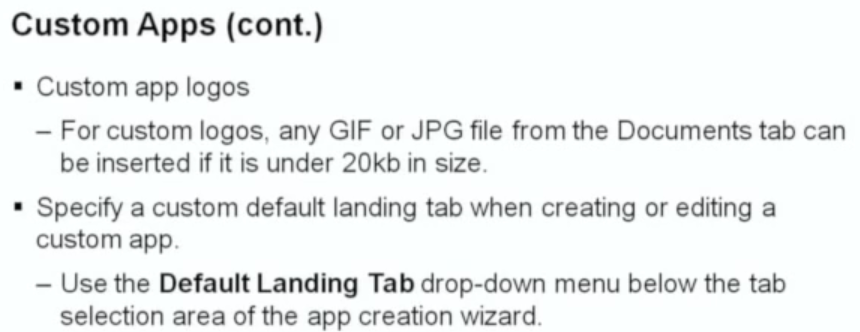 Custom Apps (cont.)
▪ Custom app logos
– For custom logos, any GIF or JPG file from the Documents tab can
be inserted if it is under 20kb in size.
▪ Specify a custom default landing tab when creating or editing a
custom app.
– Use the Default Landing Tab drop-down menu below the tab
selection area of the app creation wizard.